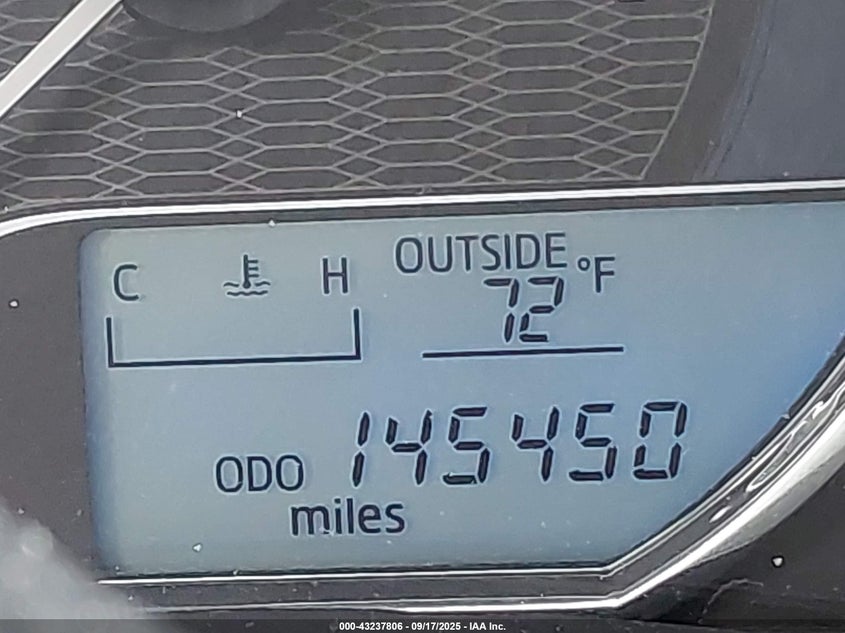 C H OUTSIDE °F
72
ODO 145450
miles
000-43237806 - 09/17/2025 - IAA Inc.